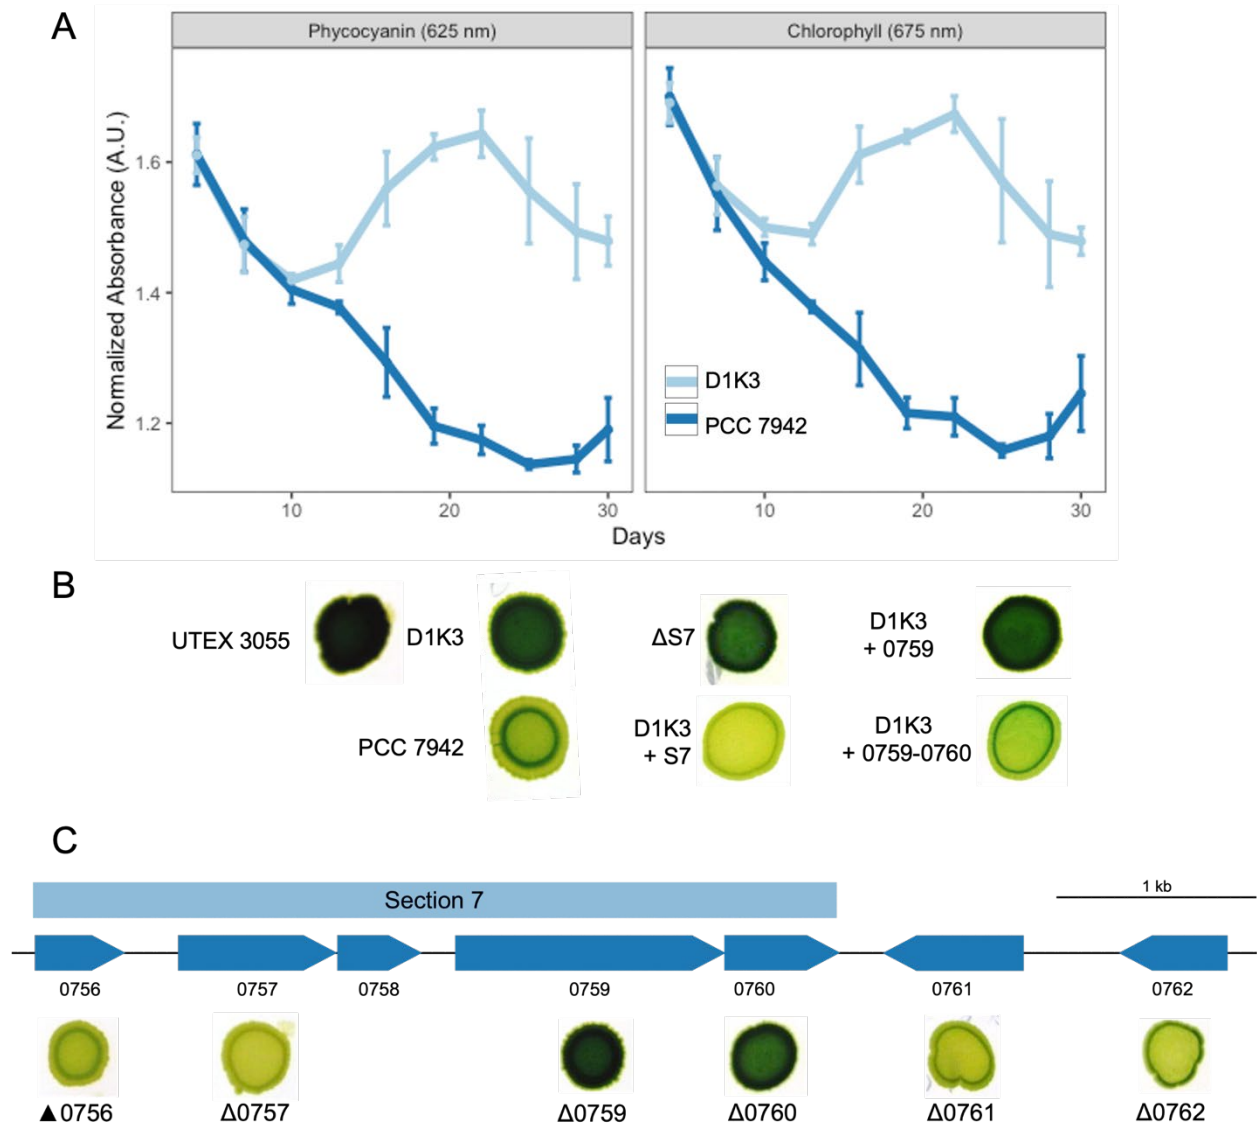 A
Phycocyanin (625 nm)
Chlorophyll (675 nm)
Normalized Absorbance (A.U.)
1.6
1.4
1.2
D1K3
PCC 7942
10
20
30
10
20
30
Days
B
UTEX 3055
D1K3
ΔS7
D1K3
+ 0759
PCC 7942
D1K3
+ S7
D1K3
+ 0759-0760
C
Section 7
1 kb
0756
0757
0758
0759
0760
0761
0762
▲0756
Δ0757
Δ0759
Δ0760
Δ0761
Δ0762